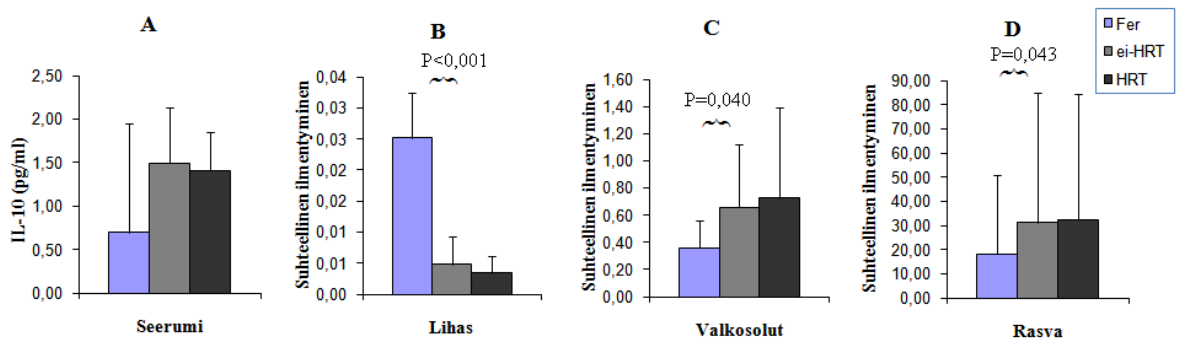 A
IL-10 (pg/ml)
2,50
2,00
1,50
1,00
0,50
0,00
Seerumi
B
P<0,001
Suhteellinen ilmentyminen
0,04
0,03
0,03
0,02
0,02
0,01
0,01
0,00
Lihas
C
P=0,040
Suhteellinen ilmentyminen
1,60
1,40
1,20
1,00
0,80
0,60
0,40
0,20
0,00
Valkosolut
D
P=0,043
Suhteellinen ilmentyminen
90,00
80,00
70,00
60,00
50,00
40,00
30,00
20,00
10,00
0,00
Rasva
Fer
ei-HRT
HRT